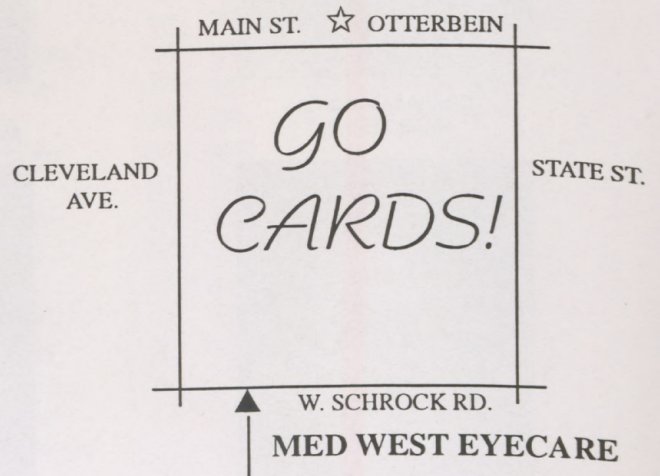 MAIN ST. ☆ OTTERBEIN
GO
CARDS!
CLEVELAND
AVE.
STATE ST.
W. SCHROCK RD.
MED WEST EYECARE